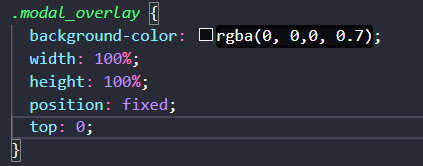 .modal_overlay {
background-color: rgba(0, 0,0, 0.7);
width: 100%;
height: 100%;
position: fixed;
top: 0;
}